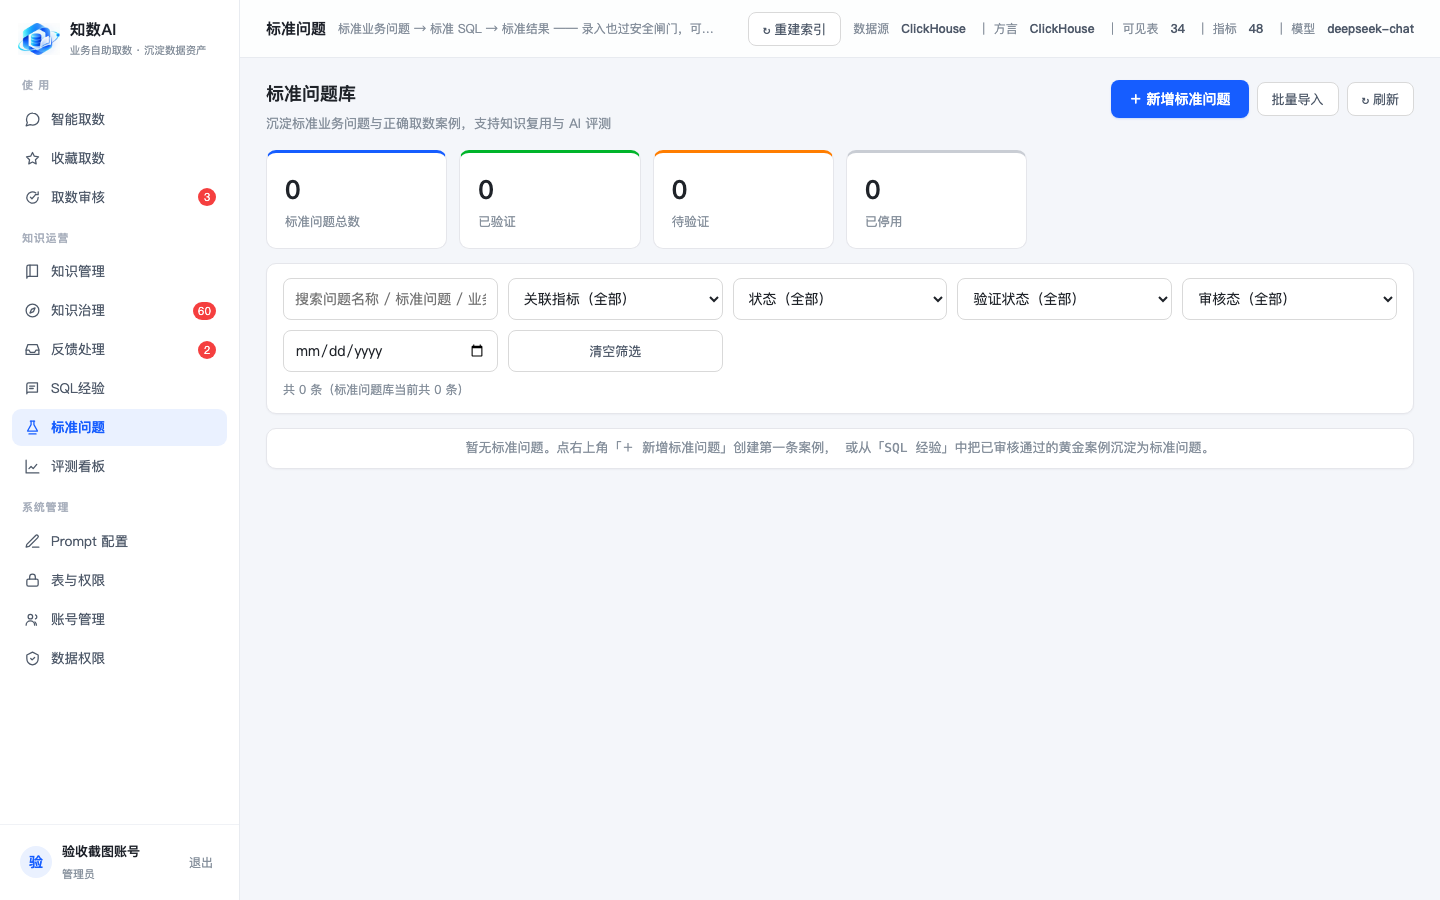 知数AI
业务自助取数 · 沉淀数据资产
使 用
智能取数
收藏取数
取数审核 3
知识运营
知识管理
知识治理 60
反馈处理 2
SQL经验
标准问题
评测看板
系统管理
Prompt 配置
表与权限
账号管理
数据权限
验 验收截图账号
管理员
退出
标准问题 标准业务问题 → 标准 SQL → 标准结果 —— 录入也过安全闸门，可... ↻ 重建索引 数据源 ClickHouse | 方言 ClickHouse | 可见表 34 | 指标 48 | 模型 deepseek-chat
标准问题库
沉淀标准业务问题与正确取数案例，支持知识复用与 AI 评测
＋ 新增标准问题 批量导入 ↻ 刷新
0 0 0 0
标准问题总数 已验证 待验证 已停用
搜索问题名称 / 标准问题 / 业 关联指标（全部） 状态（全部） 验证状态（全部） 审核态（全部）
mm/dd/yyyy 清空筛选
共 0 条（标准问题库当前共 0 条）
暂无标准问题。点右上角「＋ 新增标准问题」创建第一条案例， 或从「SQL 经验」中把已审核通过的黄金案例沉淀为标准问题。